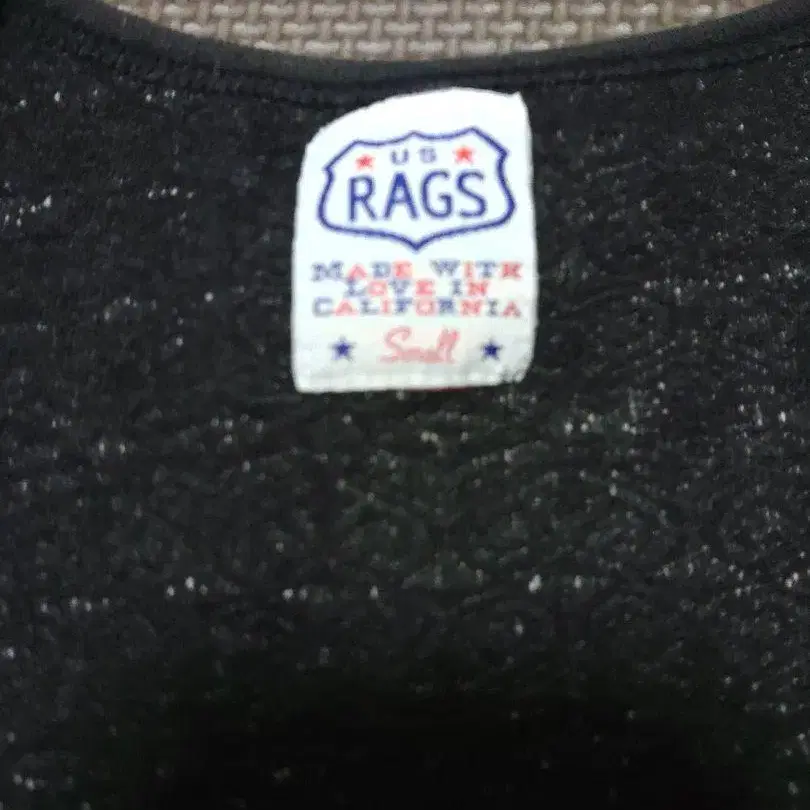 US
RAGS
MADE WITH
LOVE IN
CALIFORNIA
Small